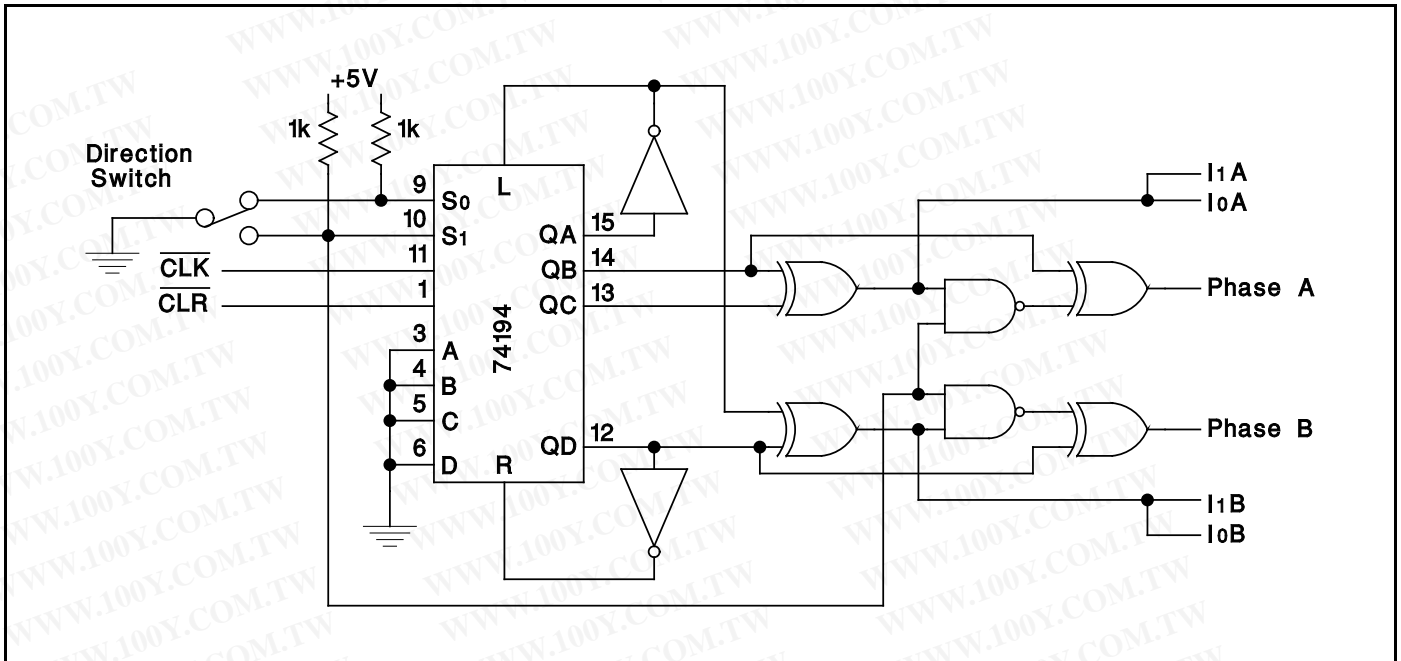 +5V
1k
1k
Direction
Switch
9
10
11
1
3
4
5
6
S0
S1
CLK
CLR
A
B
C
D
L
R
74194
QA
QB
QC
QD
15
14
13
12
I1A
I0A
Phase A
Phase B
I1B
I0B
WWW.100Y.COM.TW